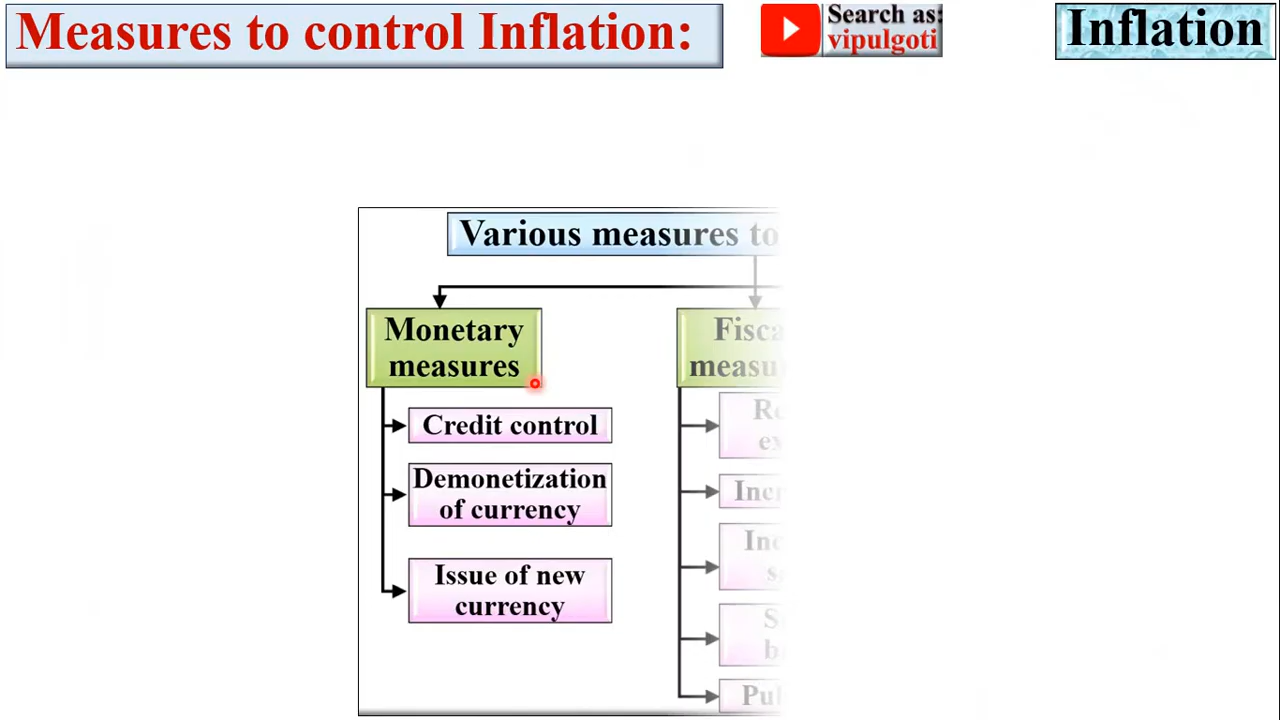 Measures to control Inflation:
Search as:
vipulgoti
Inflation
Various measures to
Monetary
measures
Credit control
Demonetization
of currency
Issue of new
currency